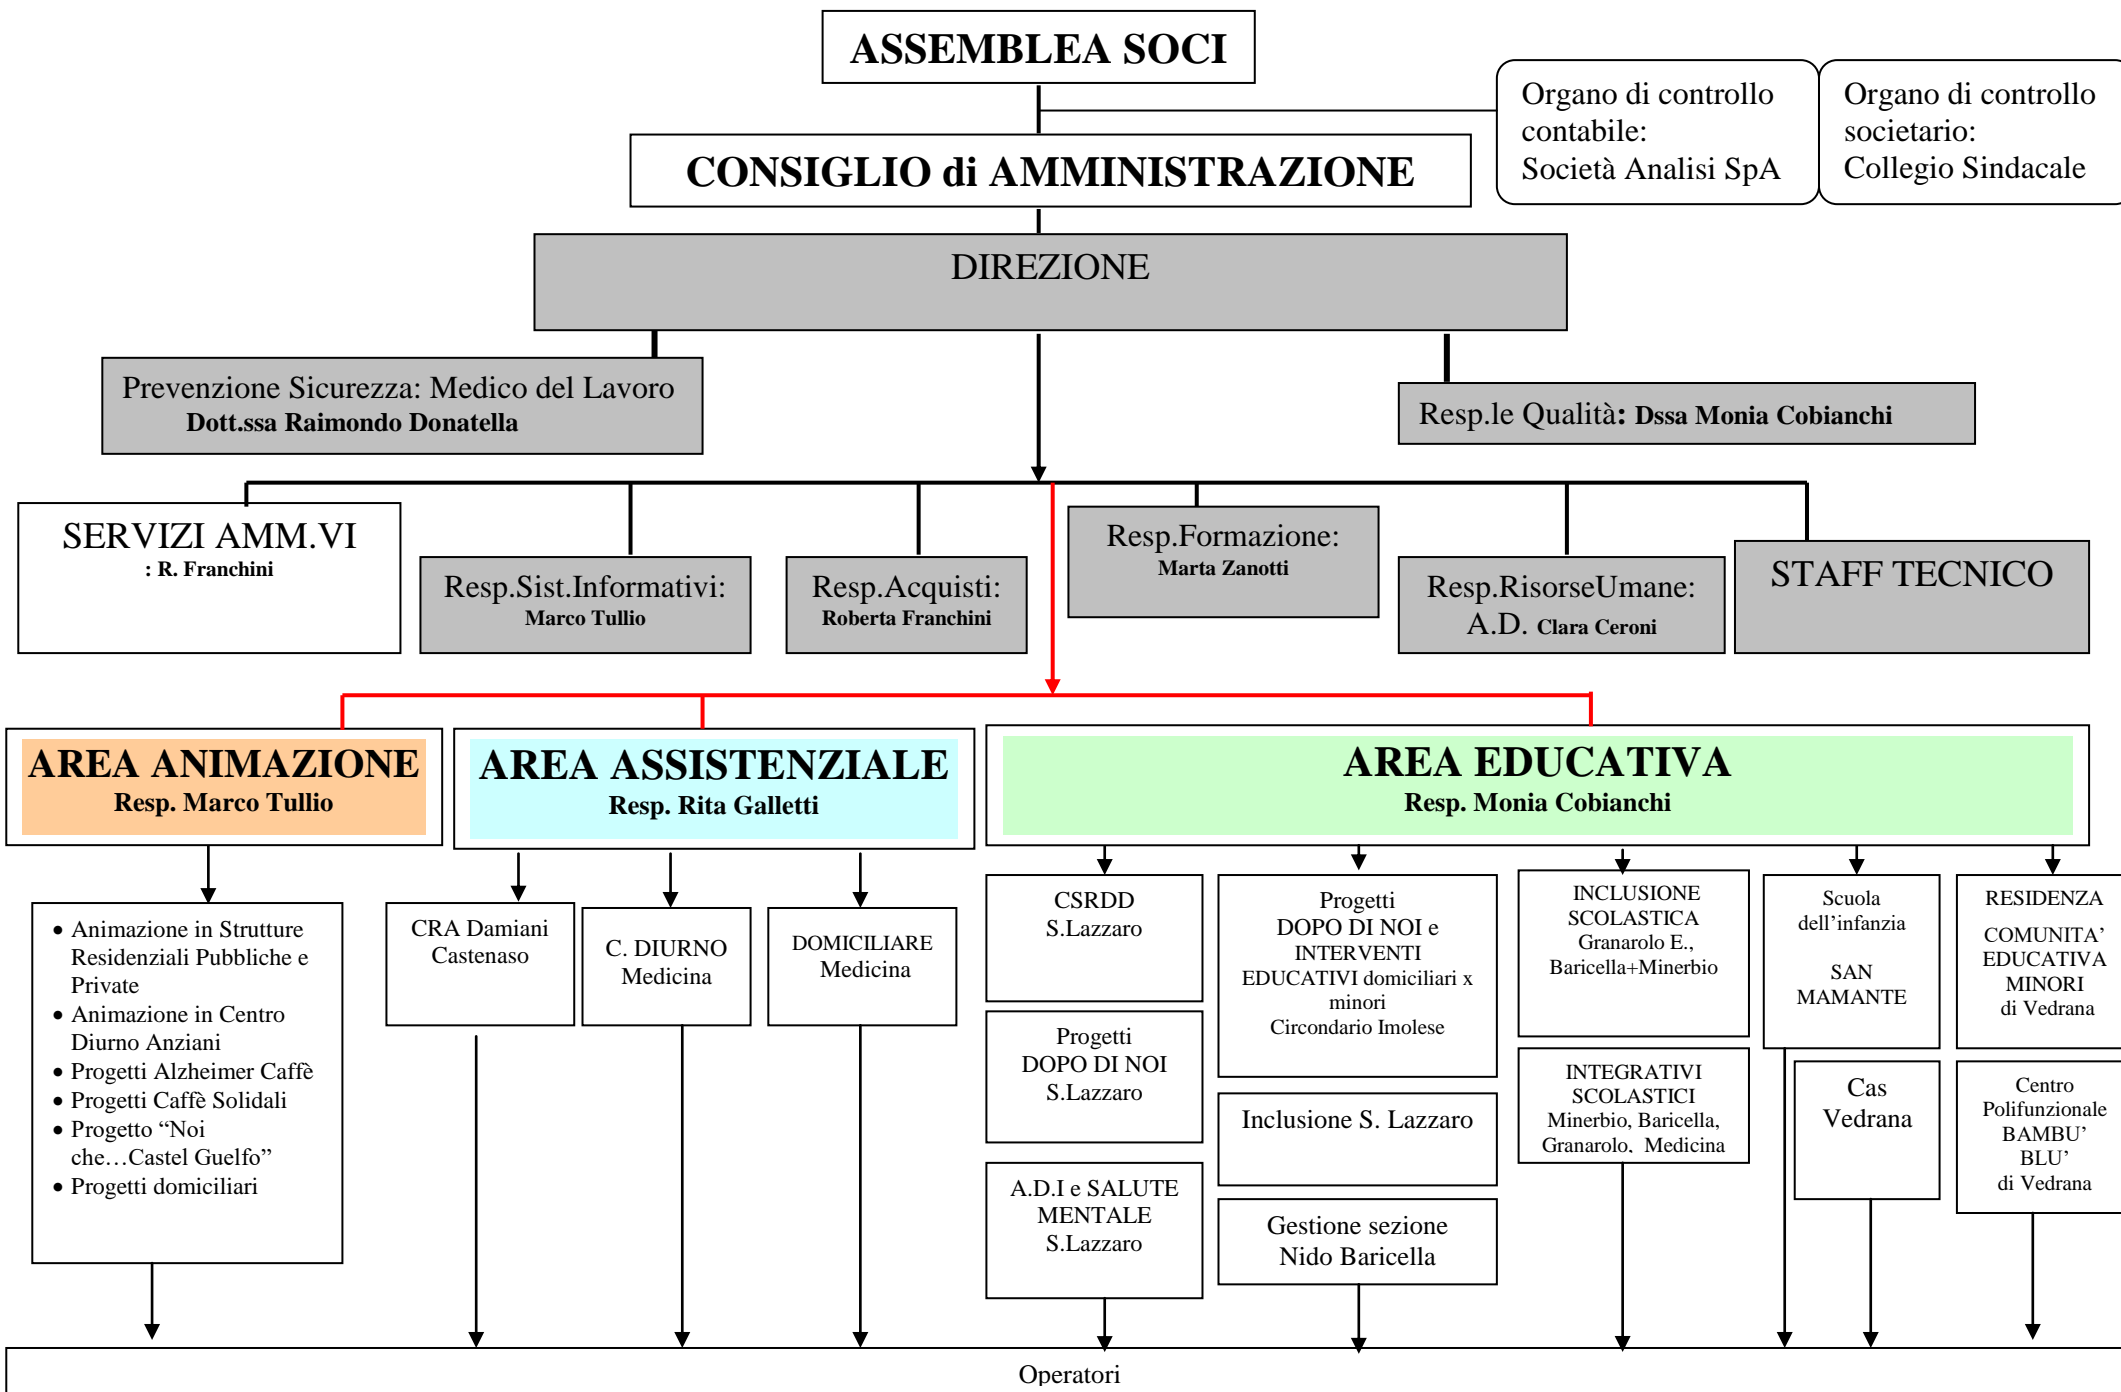 ASSEMBLEA SOCI
Organo di controllo
contabile:
Società Analisi SpA
Organo di controllo
societario:
Collegio Sindacale
CONSIGLIO di AMMINISTRAZIONE
DIREZIONE
Prevenzione Sicurezza: Medico del Lavoro
Dott.ssa Raimondo Donatella
Resp.le Qualità: Dssa Monia Cobianchi
SERVIZI AMM.VI
: R. Franchini
Resp.Sist.Informativi:
Marco Tullio
Resp.Acquisti:
Roberta Franchini
Resp.Formazione:
Marta Zanotti
Resp.RisorseUmane:
A.D. Clara Ceroni
STAFF TECNICO
AREA ANIMAZIONE
Resp. Marco Tullio
AREA ASSISTENZIALE
Resp. Rita Galletti
AREA EDUCATIVA
Resp. Monia Cobianchi
• Animazione in Strutture
Residenziali Pubbliche e
Private
• Animazione in Centro
Diurno Anziani
• Progetti Alzheimer Caffè
• Progetti Caffè Solidali
• Progetto “Noi
che…Castel Guelfo”
• Progetti domiciliari
CRA Damiani
Castenaso
C. DIURNO
Medicina
DOMICILIARE
Medicina
CSRDD
S.Lazzaro
Progetti
DOPO DI NOI
S.Lazzaro
A.D.I e SALUTE
MENTALE
S.Lazzaro
Progetti
DOPO DI NOI e
INTERVENTI
EDUCATIVI domiciliari x
minori
Circondario Imolese
Inclusione S. Lazzaro
Gestione sezione
Nido Baricella
INCLUSIONE
SCOLASTICA
Granarolo E.,
Baricella+Minerbio
INTEGRATIVI
SCOLASTICI
Minerbio, Baricella,
Granarolo, Medicina
Scuola
dell’infanzia
SAN
MAMANTE
Cas
Vedrana
RESIDENZA
COMUNITA’
EDUCATIVA
MINORI
di Vedrana
Centro
Polifunzionale
BAMBU’
BLU’
di Vedrana
Operatori